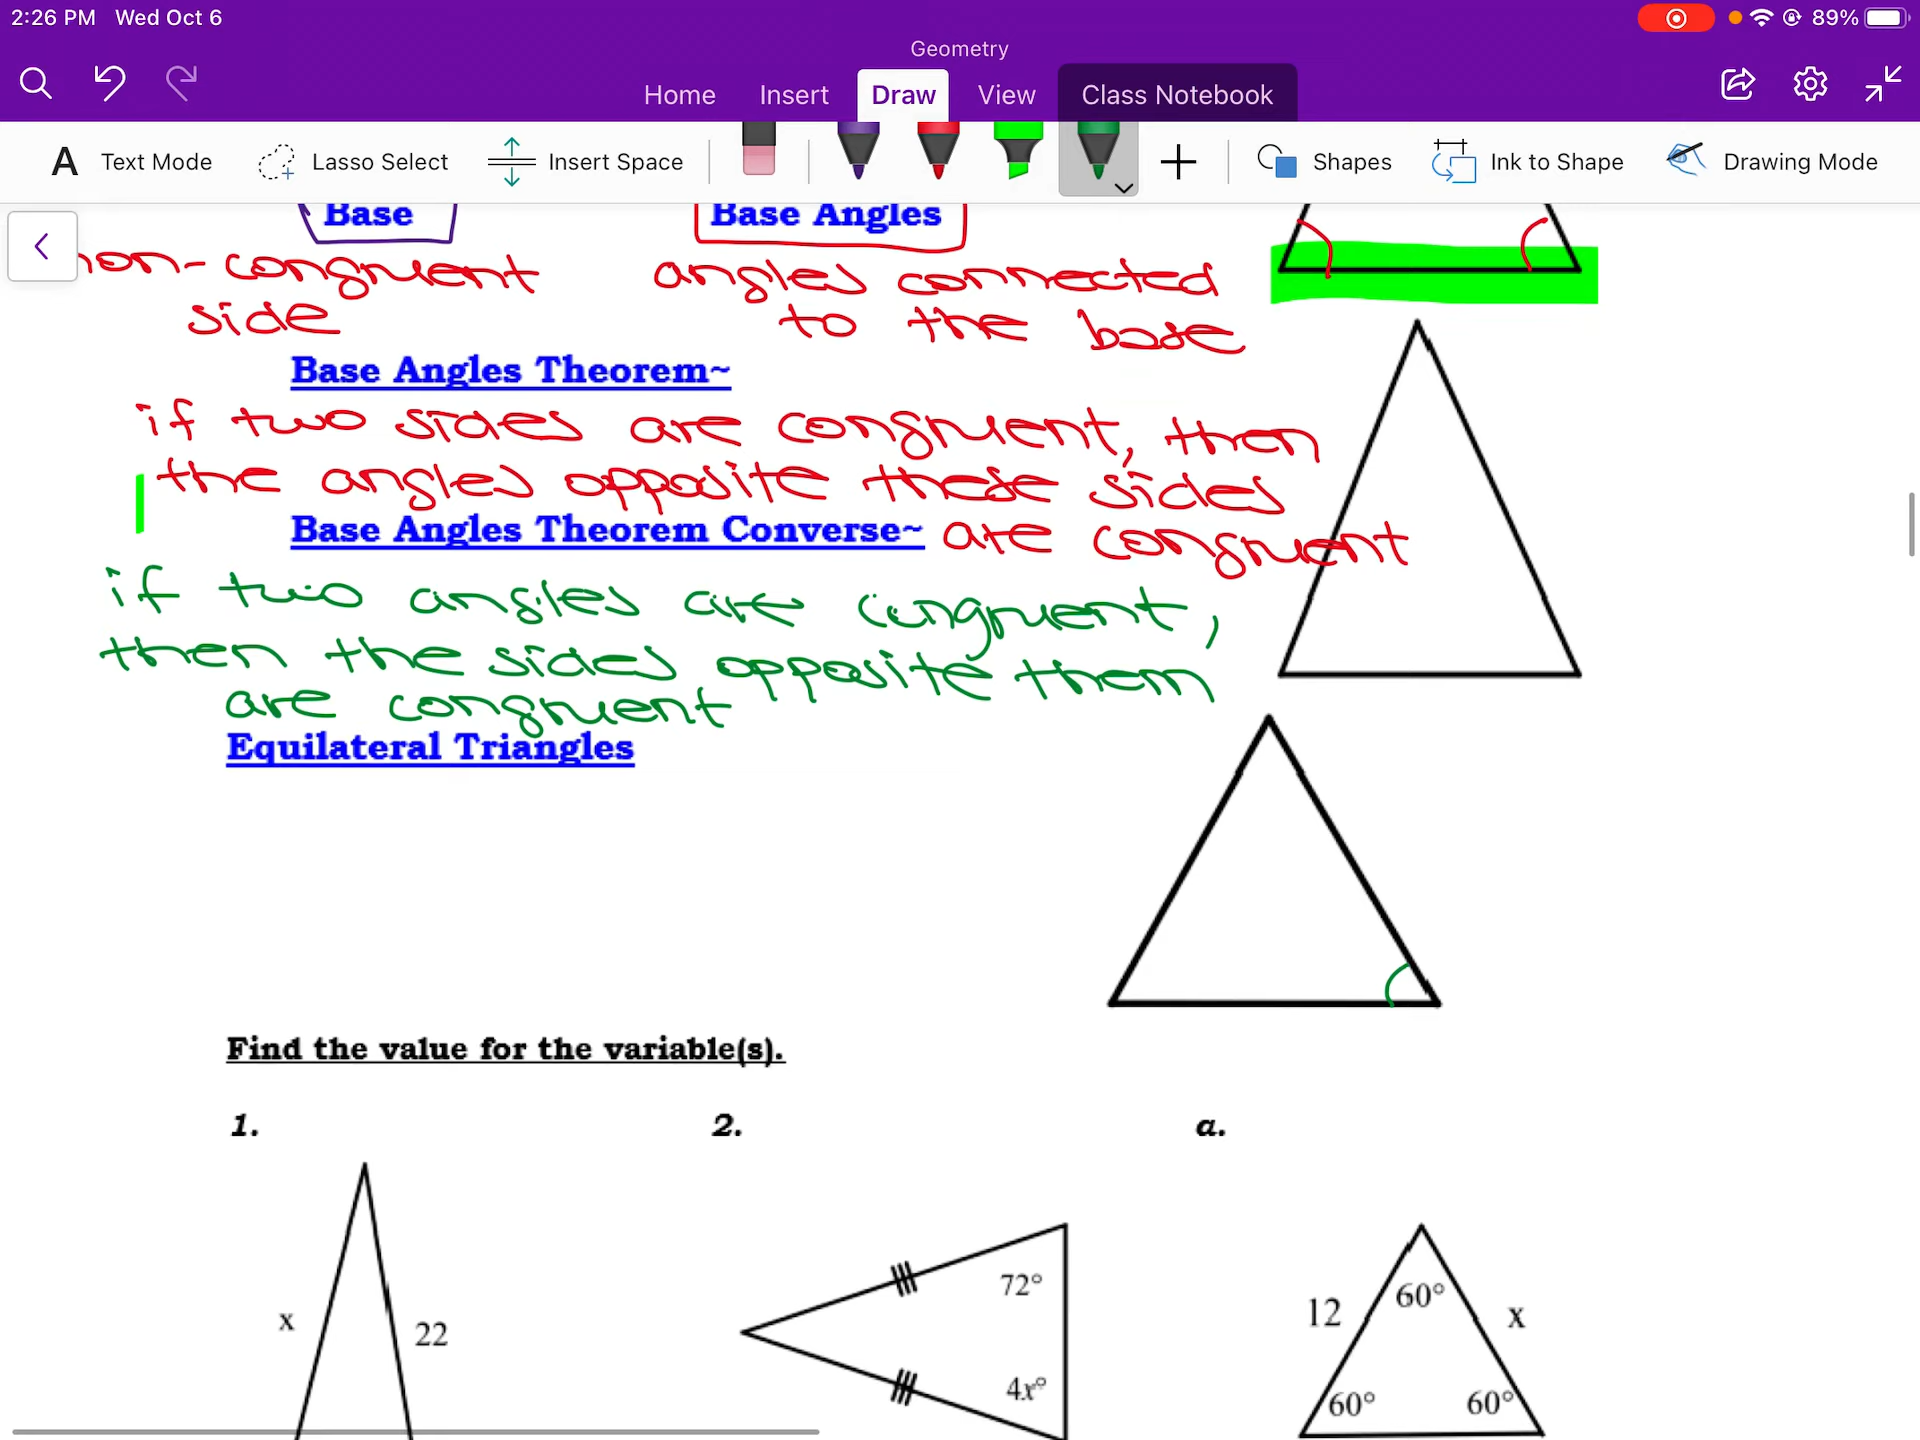 2:26 PM Wed Oct 6
89%
Geometry
Home Insert Draw View Class Notebook
A Text Mode Lasso Select Insert Space Shapes Ink to Shape Drawing Mode
Base Base Angles
non-congruent angles connected
side to the base
Base Angles Theorem~
if two sides are congruent, then
the angles opposite these sides
Base Angles Theorem Converse~ are congruent
if two angles are congruent,
then the sides opposite them
are congruent
Equilateral Triangles
Find the value for the variable(s).
1. 2. a.
x 22
72°
4x°
12 60° x
60° 60°